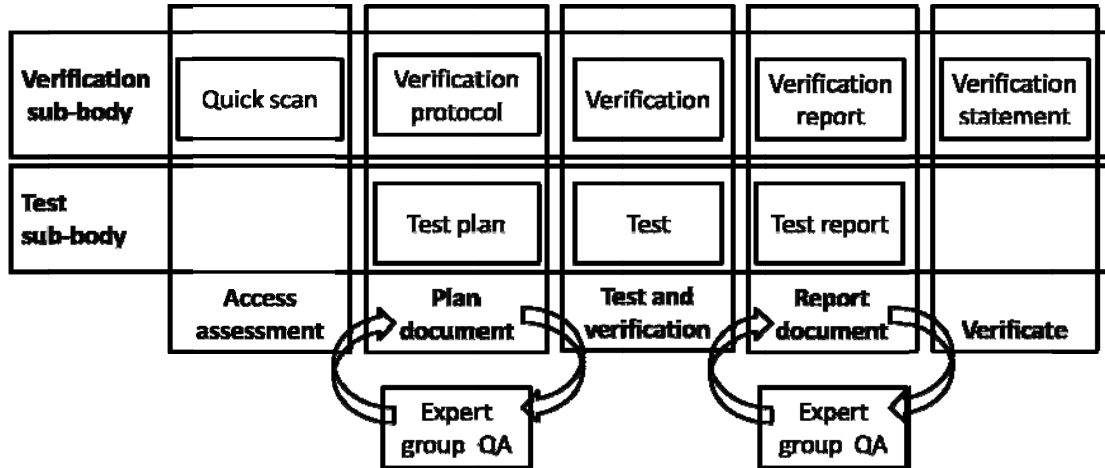 Verification
sub-body
Quick scan
Verification
protocol
Verification
Verification
report
Verification
statement
Test
sub-body
Test plan
Test
Test report
Access
assessment
Plan
document
Test and
verification
Report
document
Verificate
Expert
group QA
Expert
group QA